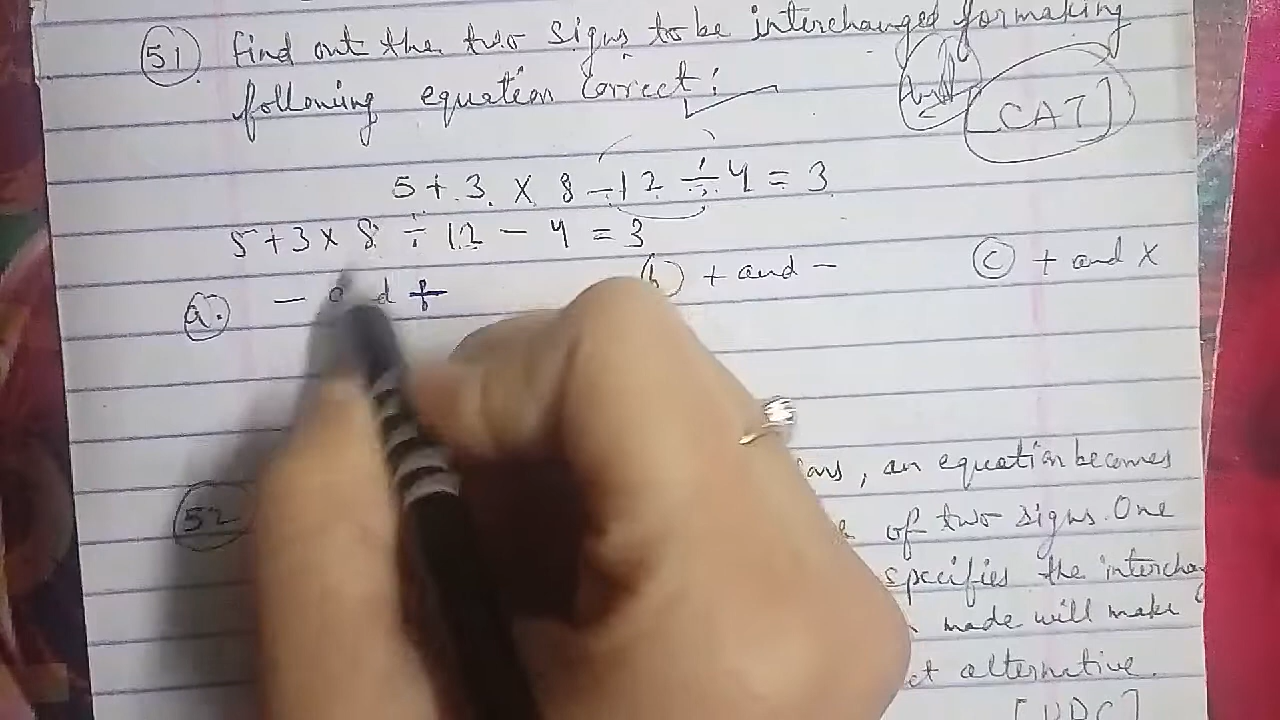 51 find out the two signs to be interchanged for making
following equation Correct :
[CAT]
5 + 3 × 8 - 12 ÷ 4 = 3
5 + 3 × 8 ÷ 12 - 4 = 3
a. - and ÷
b + and -
c + and ×
52
, an equation becomes
of two signs. One
specifies the
made will make
alternative.